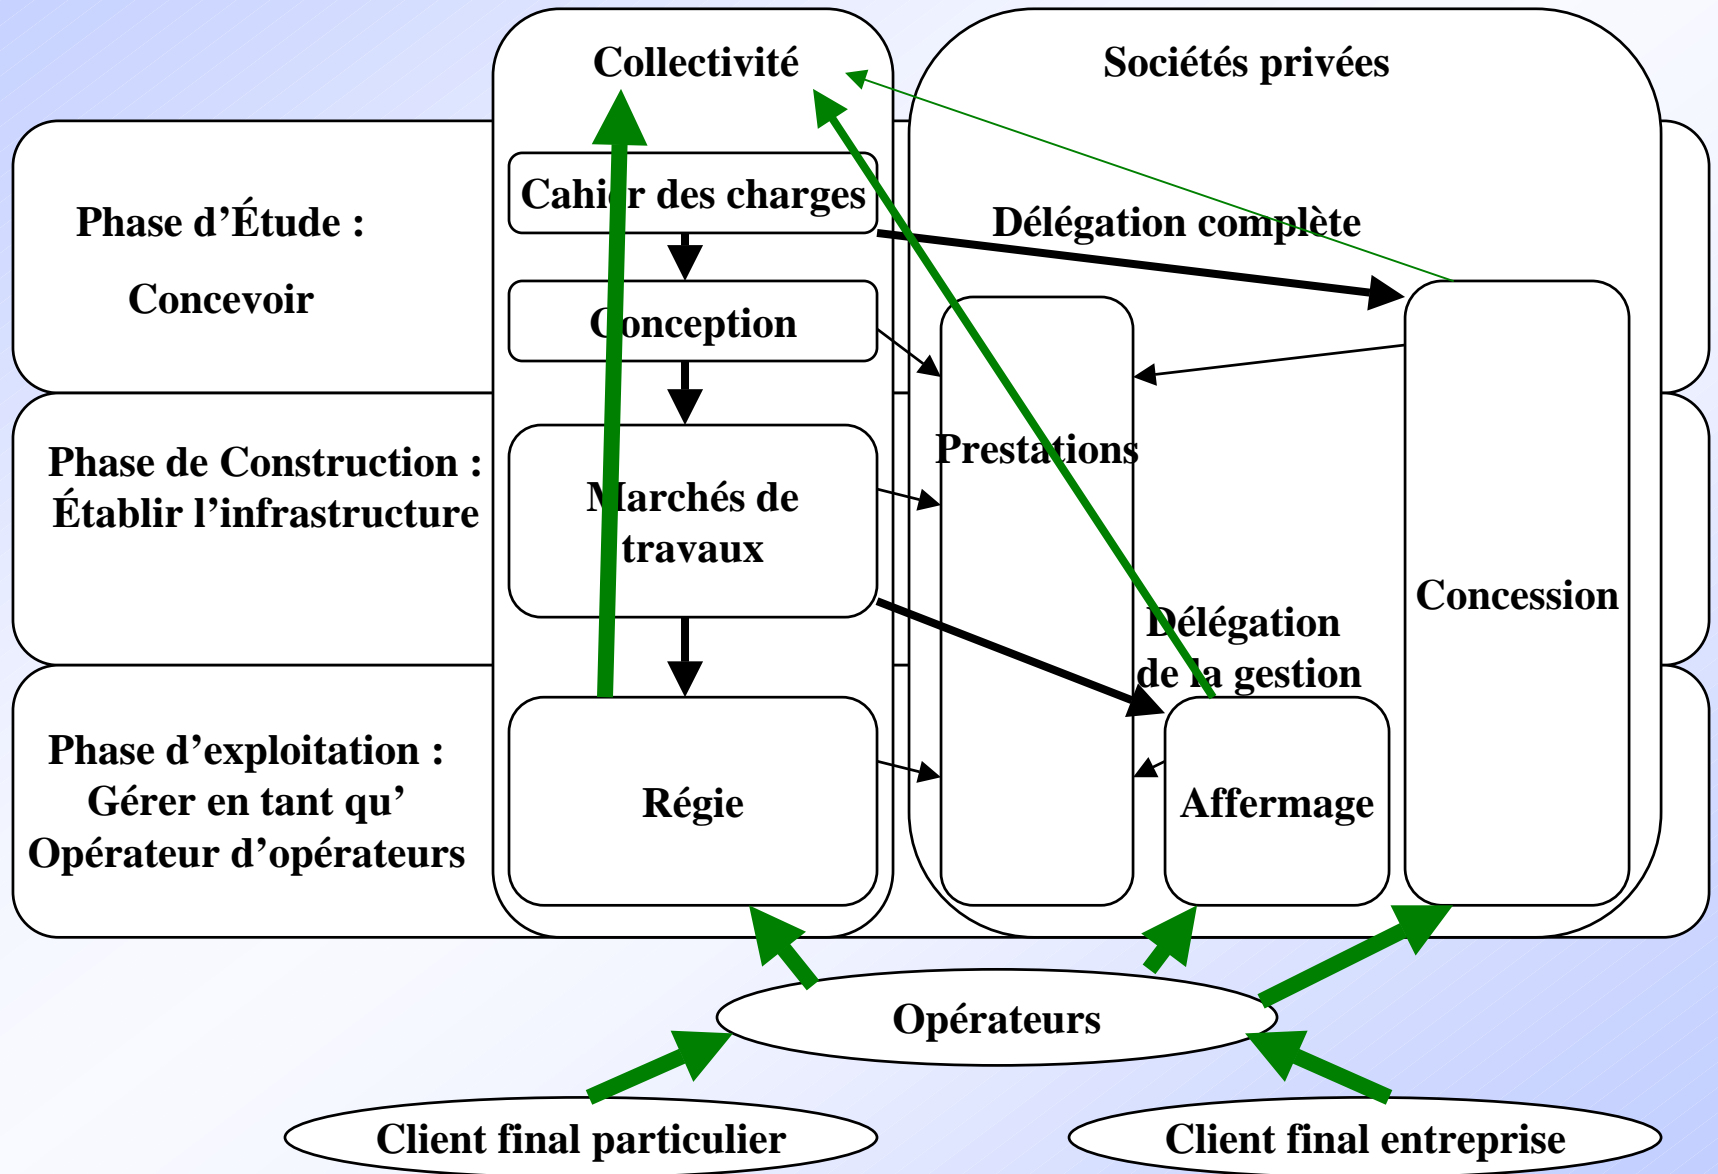 Collectivité
Sociétés privées
Cahier des charges
Phase d’Étude :
Délégation complète
Concevoir
Conception
Prestations
Phase de Construction :
Établir l’infrastructure
Marchés de
travaux
Concession
Délégation
de la gestion
Phase d’exploitation :
Gérer en tant qu’
Opérateur d’opérateurs
Régie
Affermage
Opérateurs
Client final particulier
Client final entreprise